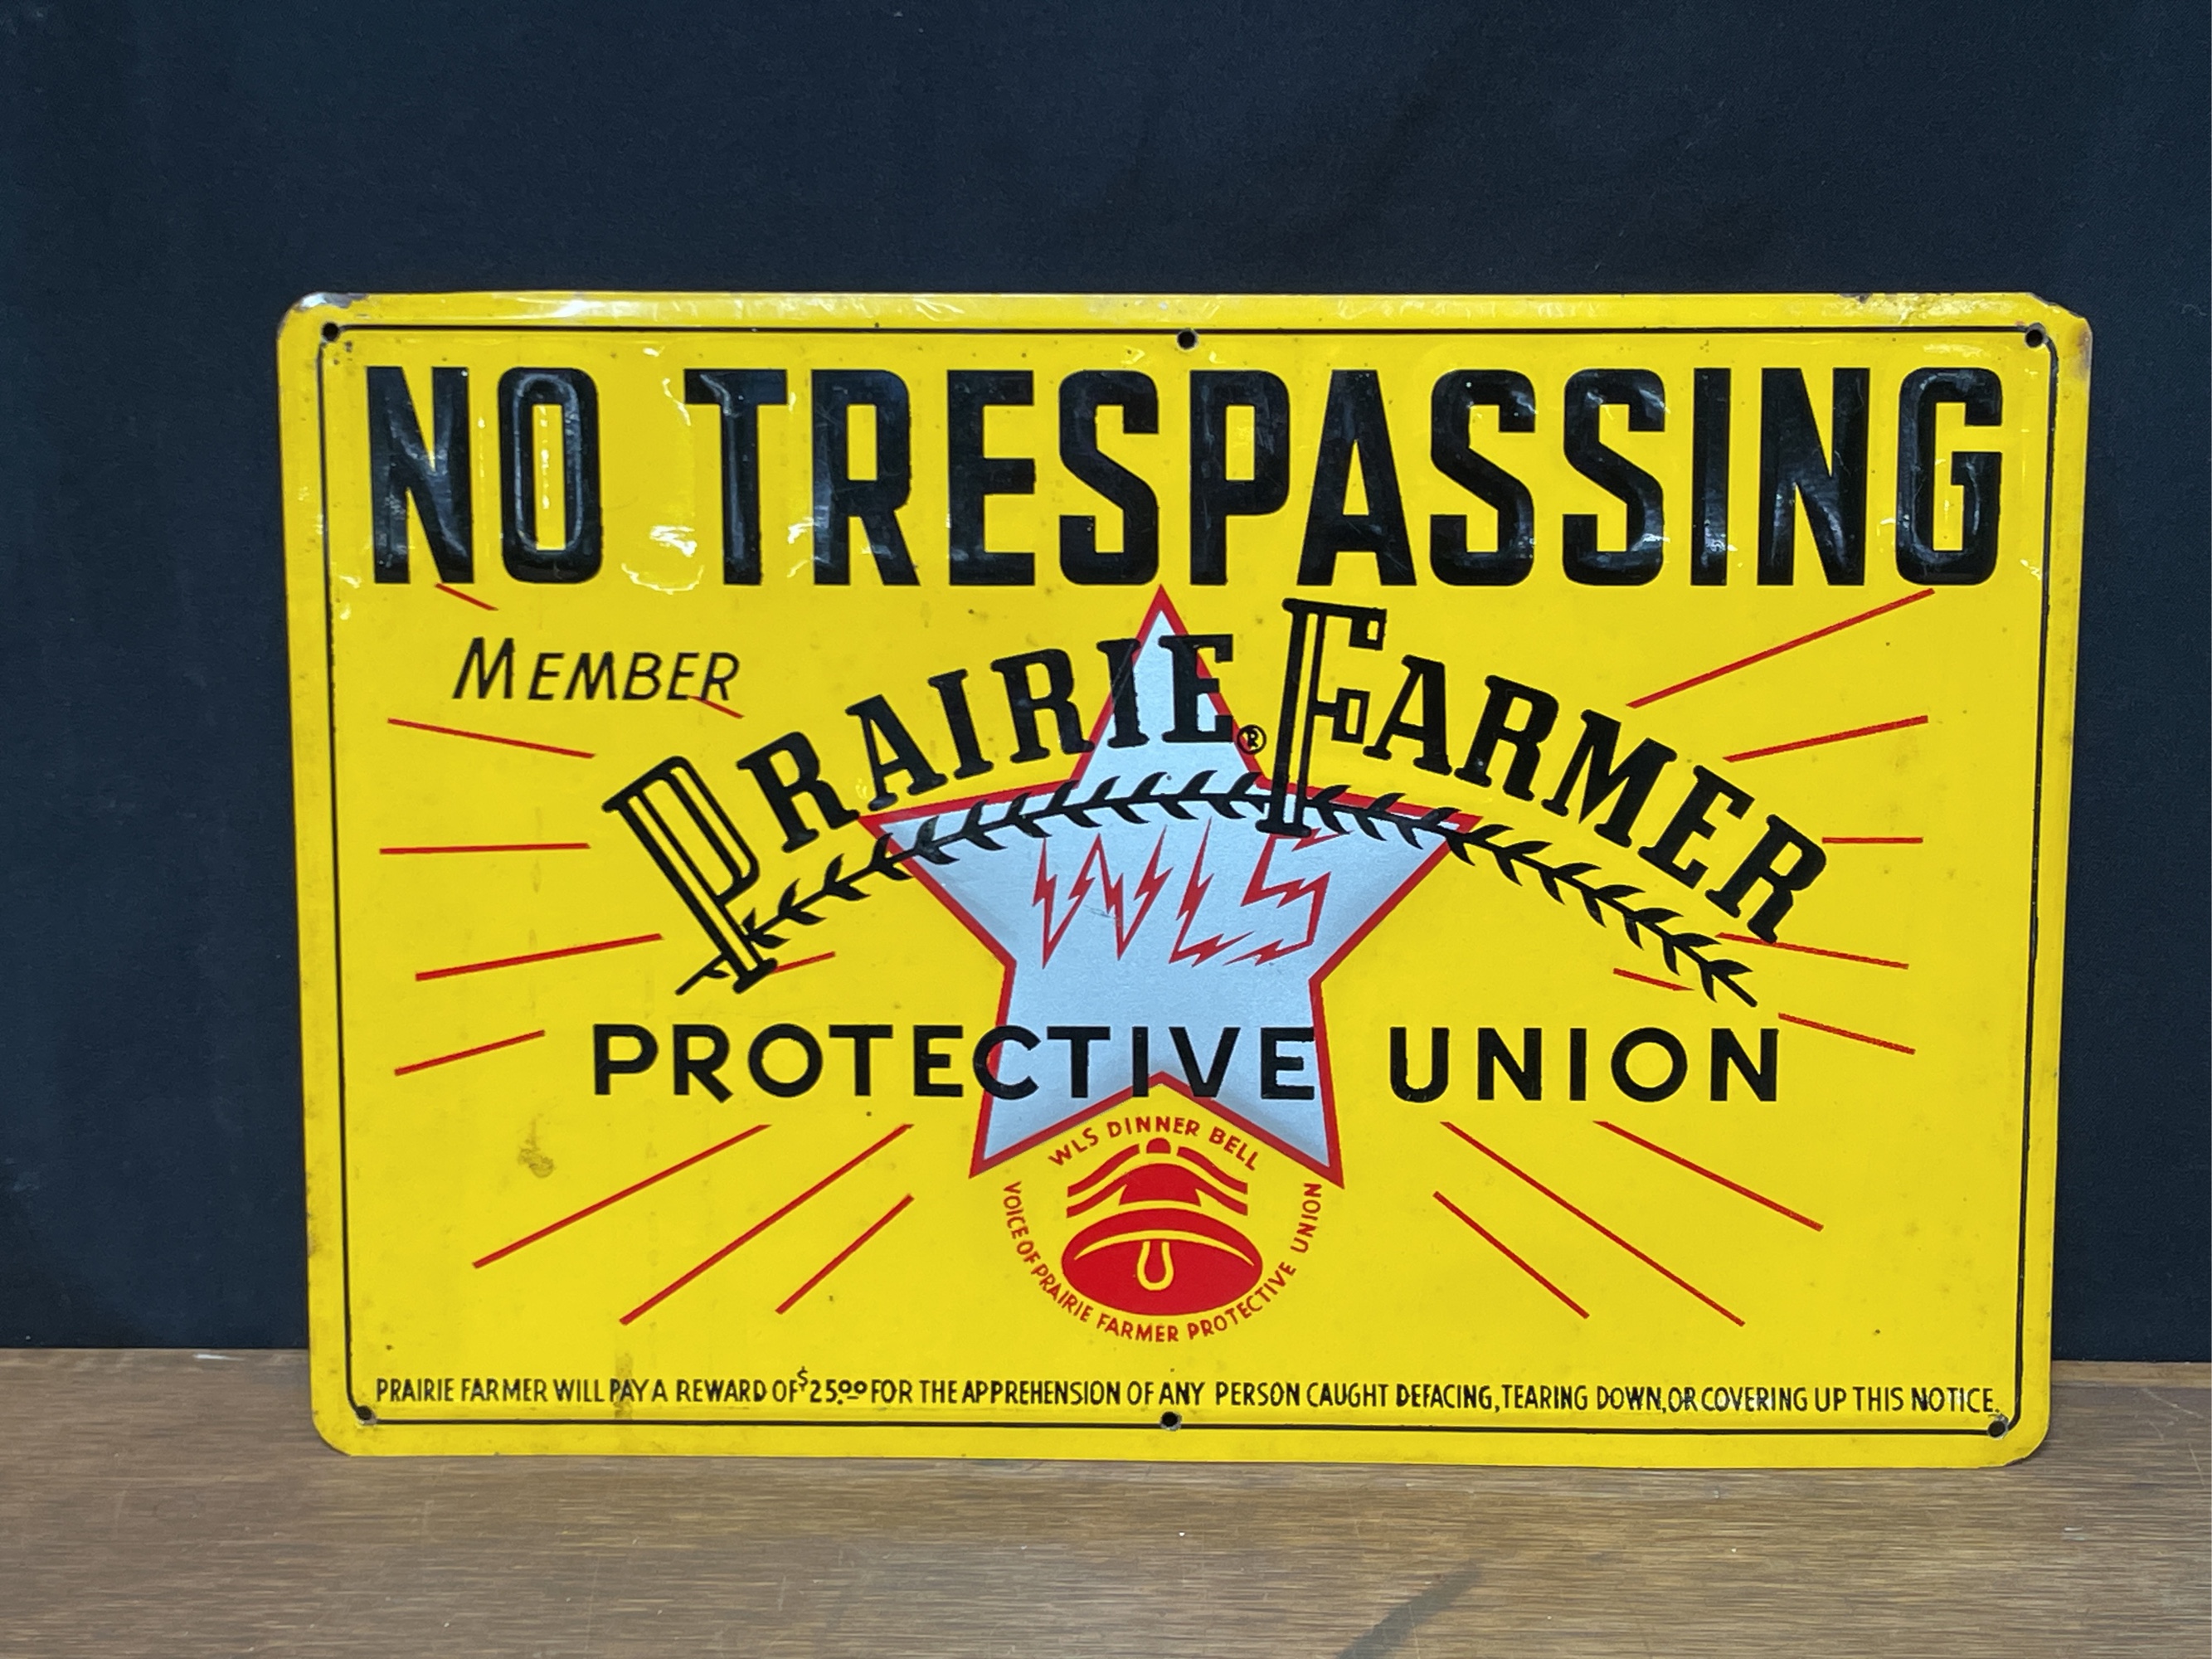 NO TRESPASSING
MEMBER
PRAIRIE® FARMER
WLS
PROTECTIVE UNION
WLS DINNER BELL
VOICE OF PRAIRIE FARMER PROTECTIVE UNION
PRAIRIE FARMER WILL PAY A REWARD OF $25.00 FOR THE APPREHENSION OF ANY PERSON CAUGHT DEFACING, TEARING DOWN, OR COVERING UP THIS NOTICE.